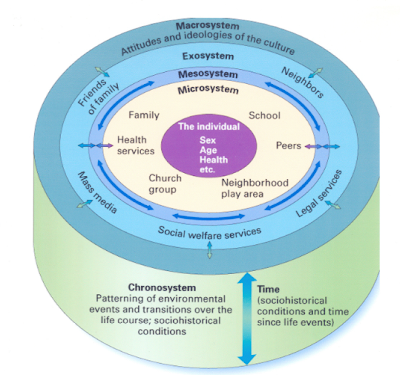 Macrosystem
Attitudes and ideologies of the culture
Exosystem
Mesosystem
Microsystem
Friends
of family
Neighbors
Family
School
The individual
Sex
Age
Health
etc.
Health
services
Peers
Church
group
Neighborhood
play area
Mass media
Legal services
Social welfare services
Chronosystem
Patterning of environmental
events and transitions over the
life course; sociohistorical
conditions
Time
(sociohistorical
conditions and time
since life events)